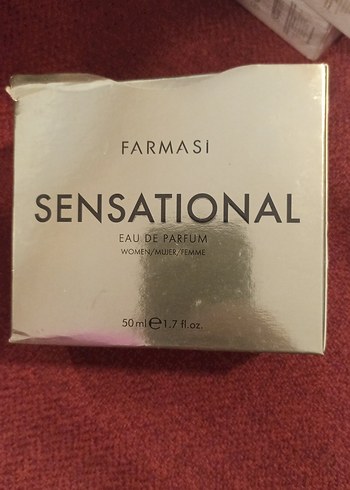 FARMASİ
SENSATIONAL
EAU DE PARFUM
WOMEN/MUJER/FEMME
50 ml ℮ 1.7 fl.oz.